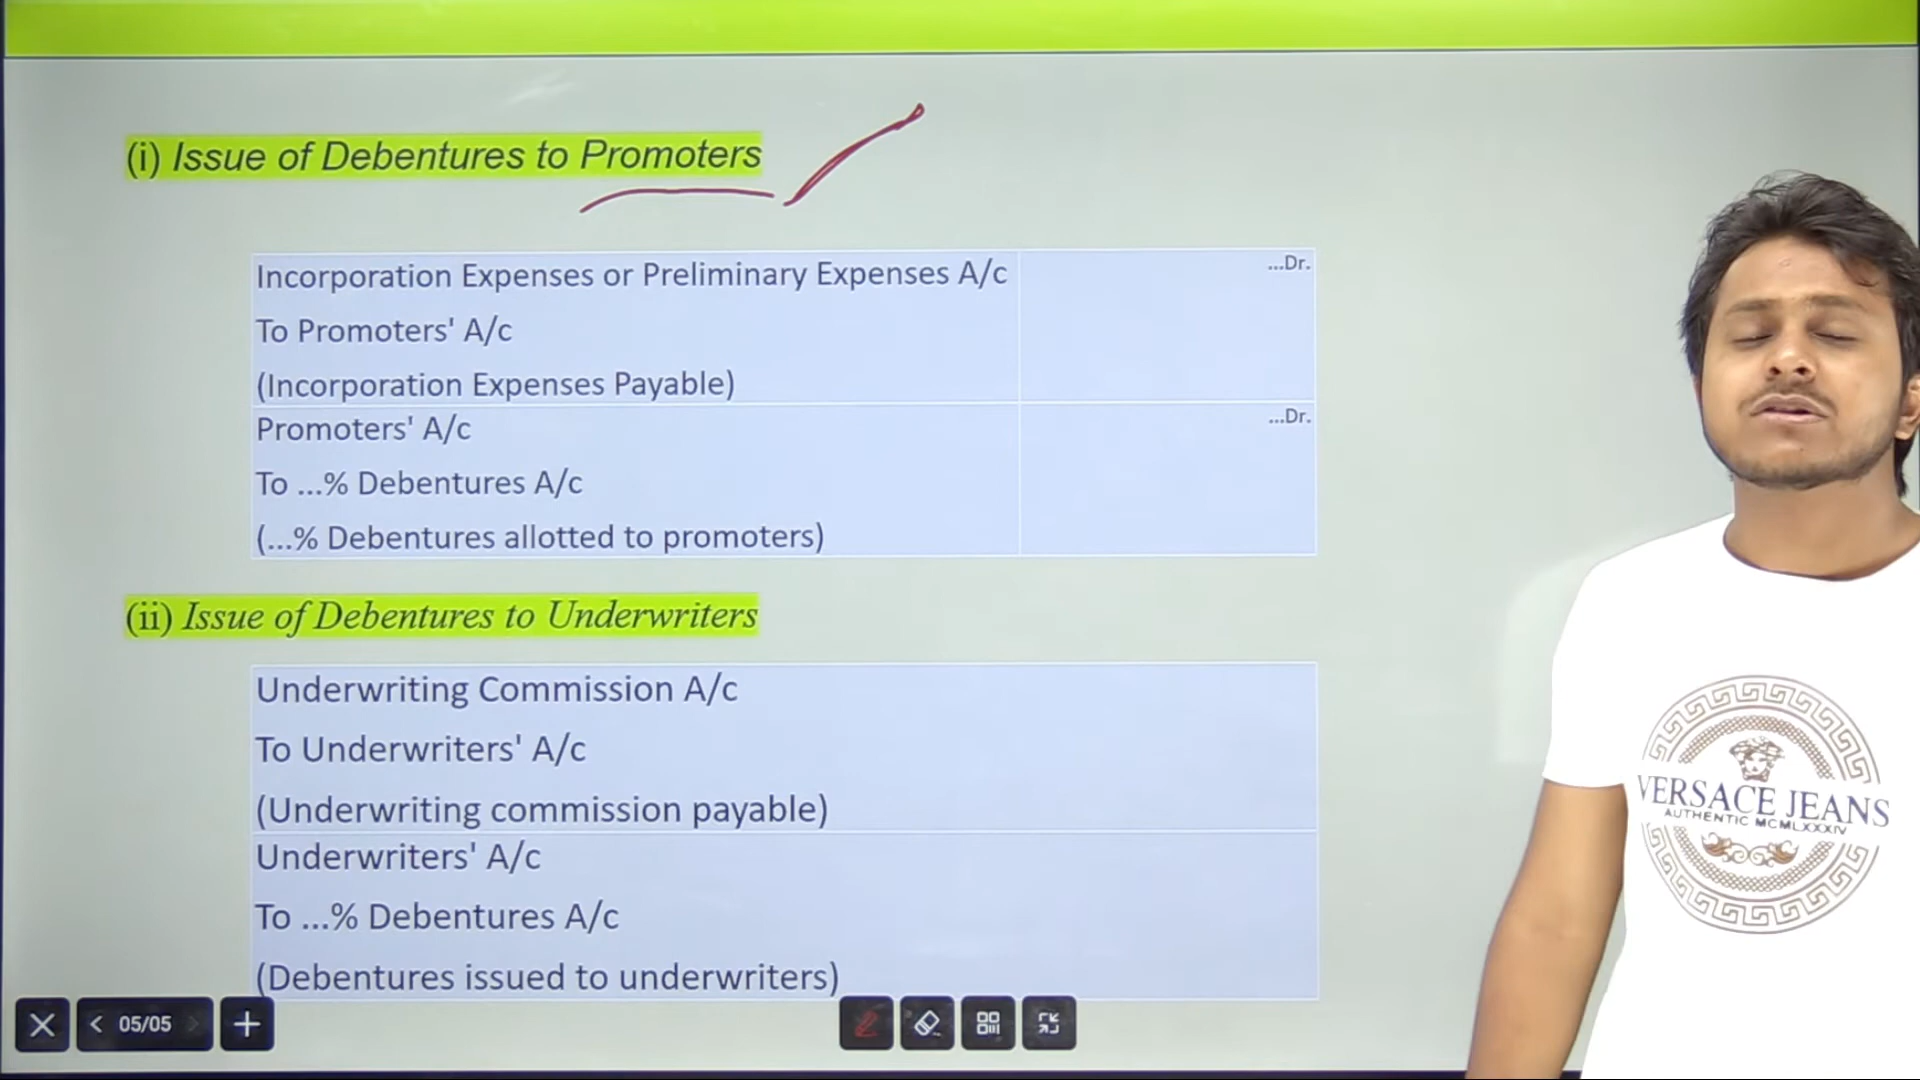 (i) Issue of Debentures to Promoters
Incorporation Expenses or Preliminary Expenses A/c ...Dr.
To Promoters' A/c
(Incorporation Expenses Payable)
Promoters' A/c ...Dr.
To ...% Debentures A/c
(...% Debentures allotted to promoters)
(ii) Issue of Debentures to Underwriters
Underwriting Commission A/c
To Underwriters' A/c
(Underwriting commission payable)
Underwriters' A/c
To ...% Debentures A/c
(Debentures issued to underwriters)
05/05
VERSACE JEANS
AUTHENTIC MCMLXXXIV